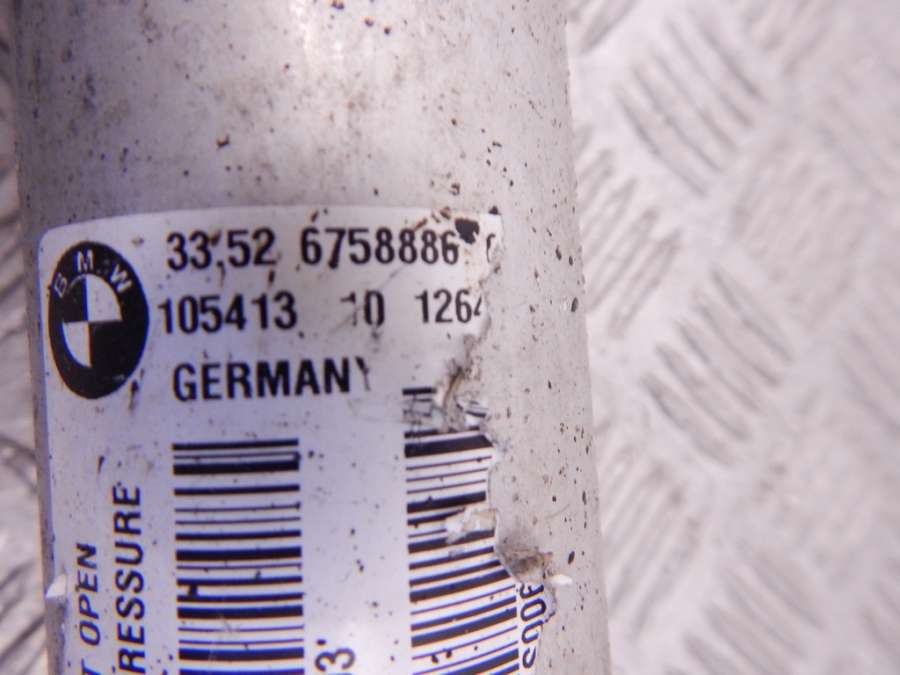 BMW
33.52 6758886
105413 10 1264
GERMANY
OPEN
RESSURE